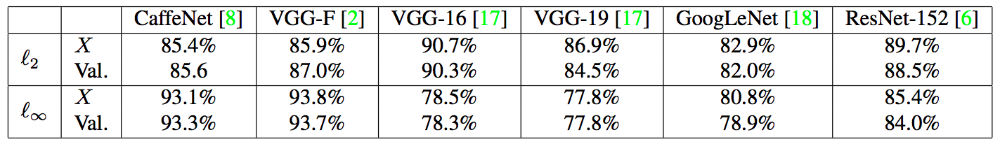 CaffeNet [8] VGG-F [2] VGG-16 [17] VGG-19 [17] GoogLeNet [18] ResNet-152 [6]
ℓ2 X 85.4% 85.9% 90.7% 86.9% 82.9% 89.7%
Val. 85.6 87.0% 90.3% 84.5% 82.0% 88.5%
ℓ∞ X 93.1% 93.8% 78.5% 77.8% 80.8% 85.4%
Val. 93.3% 93.7% 78.3% 77.8% 78.9% 84.0%